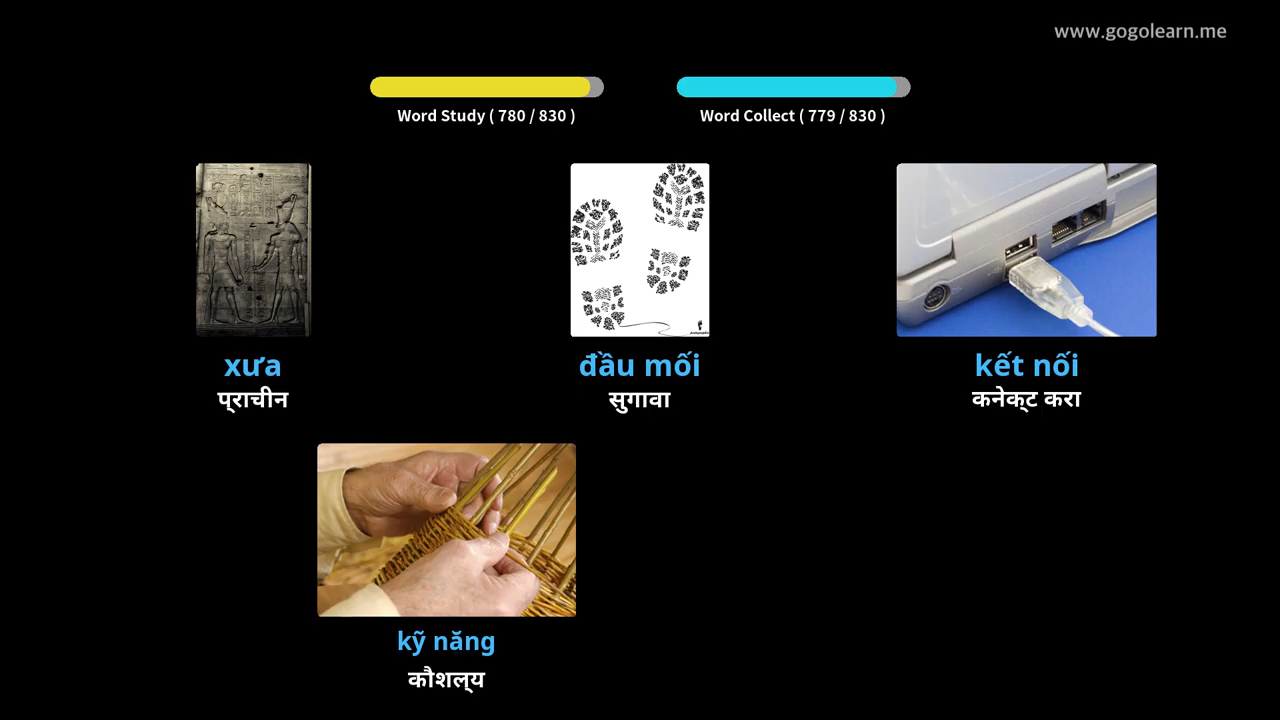 www.gogolearn.me
Word Study ( 780 / 830 )
Word Collect ( 779 / 830 )
xưa
đầu mối
kết nối
प्राचीन
सुगावा
कनेक्ट करा
kỹ năng
कौशल्य